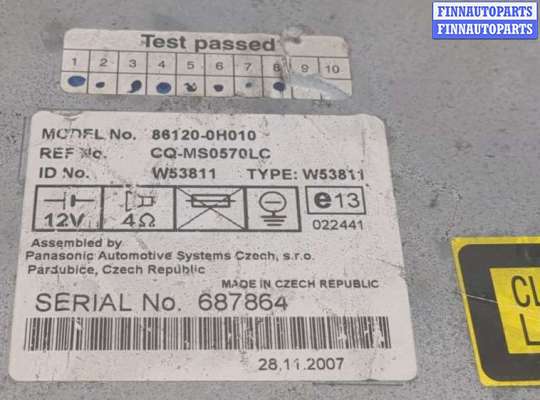 FINNAUTOPARTS
FINNAUTOPARTS
Test passed
1 2 3 4 5 6 7 8 9 10
MODEL No. 86120-0H010
REF No. CQ-MS0570LC
ID No. W53811 TYPE: W53811
12V 4Ω e13
022441
Assembled by
Panasonic Automotive Systems Czech, s.r.o.
Pardubice, Czech Republic
MADE IN CZECH REPUBLIC
SERIAL No. 687864
28.11.2007
CL
L